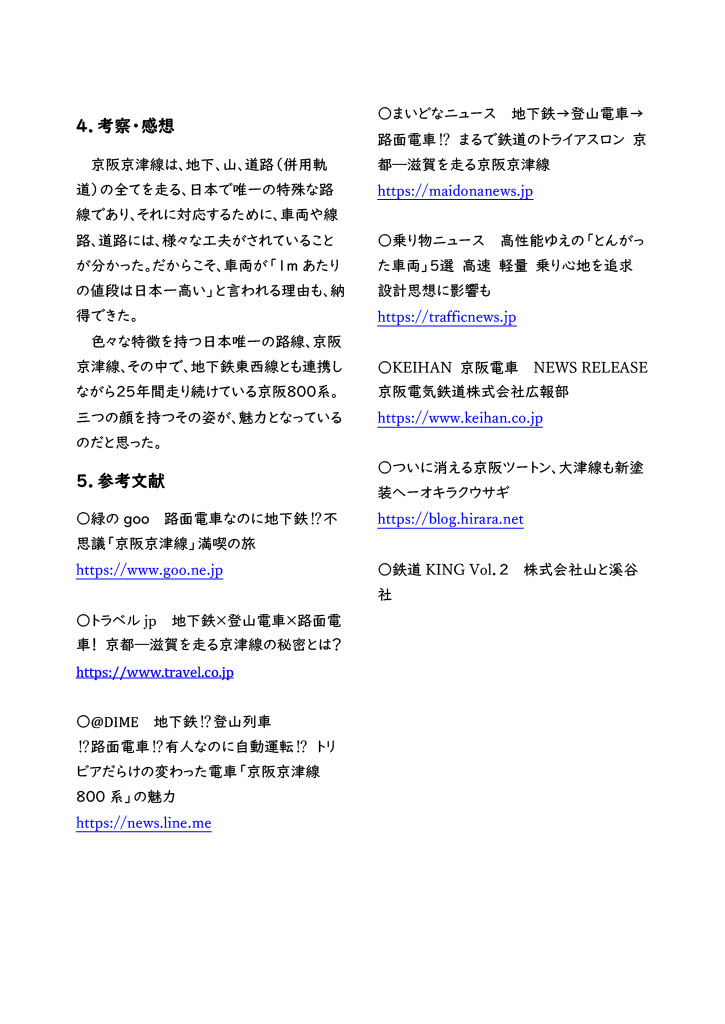 4. 考察・感想
　京阪京津線は、地下、山、道路（併用軌
道）の全てを走る、日本で唯一の特殊な路
線であり、それに対応するために、車両や線
路、道路には、様々な工夫がされていること
が分かった。だからこそ、車両が「1m あたり
の値段は日本一高い」と言われる理由も、納
得できた。
　色々な特徴を持つ日本唯一の路線、京阪
京津線、その中で、地下鉄東西線とも連携し
ながら25年間走り続けている京阪800系。
三つの顔を持つその姿が、魅力となっている
のだと思った。
5. 参考文献
〇緑の goo　路面電車なのに地下鉄⁉不
思議「京阪京津線」満喫の旅
https://www.goo.ne.jp
〇トラベル jp　地下鉄×登山電車×路面電
車！ 京都―滋賀を走る京津線の秘密とは？
https://www.travel.co.jp
〇@DIME　地下鉄⁉登山列車
⁉路面電車⁉有人なのに自動運転⁉ トリ
ビアだらけの変わった電車「京阪京津線
800 系」の魅力
https://news.line.me
〇まいどなニュース　地下鉄→登山電車→
路面電車⁉ まるで鉄道のトライアスロン 京
都―滋賀を走る京阪京津線
https://maidonanews.jp
〇乗り物ニュース　高性能ゆえの「とんがっ
た車両」5選 高速 軽量 乗り心地を追求
設計思想に影響も
https://trafficnews.jp
〇KEIHAN 京阪電車　NEWS RELEASE
京阪電気鉄道株式会社広報部
https://www.keihan.co.jp
〇ついに消える京阪ツートン、大津線も新塗
装へーオキラクウサギ
https://blog.hirara.net
〇鉄道 KING Vol.2　株式会社山と溪谷
社